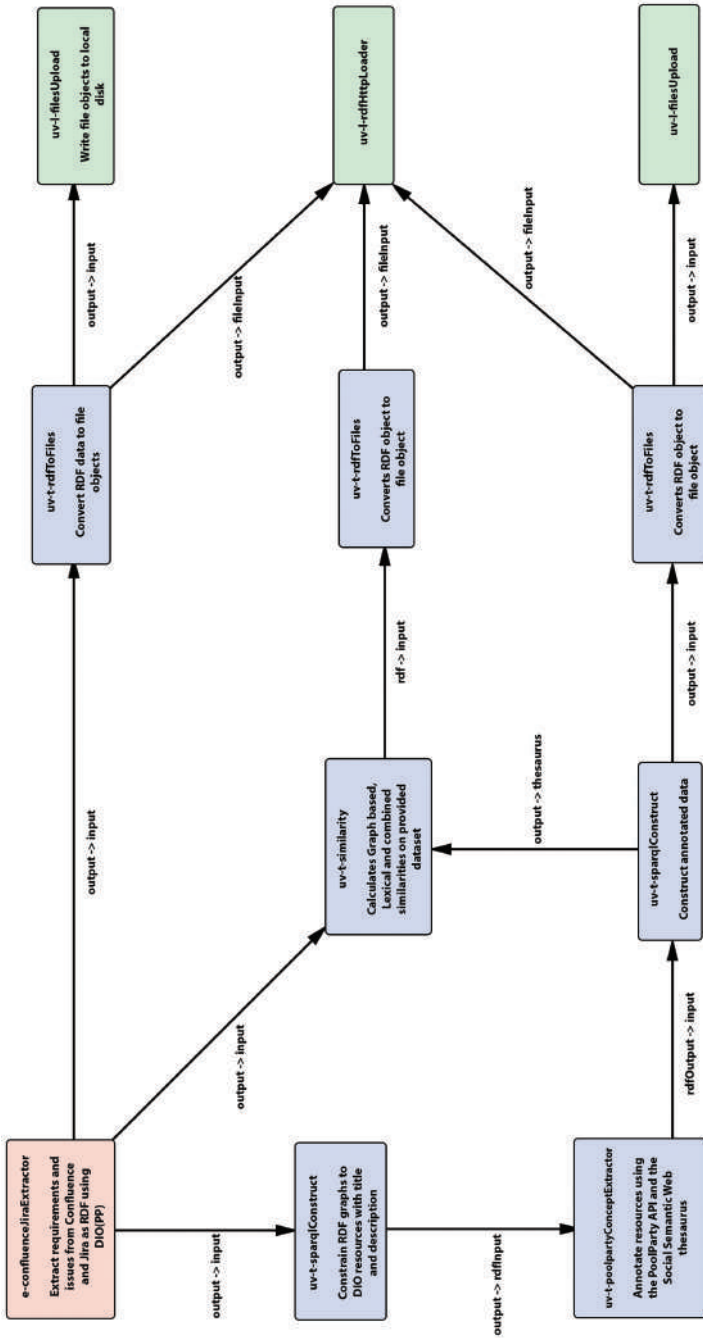 e-confluenceJiraExtractor
Extract requirements and
issues from Confluence
and Jira as RDF using
DIO(PP)
output -> input
uv-t-rdfToFiles
Convert RDF data to file
objects
output -> input
uv-l-filesUpload
Write file objects to local
disk
output -> fileInput
output -> input
output -> input
uv-t-sparqlConstruct
Constrain RDF graphs to
DIO resources with title
and description
uv-t-similarity
Calculates Graph based,
Lexical and combined
similarities on provided
dataset
rdf -> input
uv-t-rdfToFiles
Converts RDF object to
file object
output -> fileInput
uv-l-rdfHttpLoader
output -> rdfInput
output -> thesaurus
output -> fileInput
uv-t-poolpartyConceptExtractor
Annotate resources using
the PoolParty API and the
Social Semantic Web
thesaurus
rdfOutput -> input
uv-t-sparqlConstruct
Construct annotated data
output -> input
uv-t-rdfToFiles
Converts RDF object to
file object
output -> input
uv-l-filesUpload